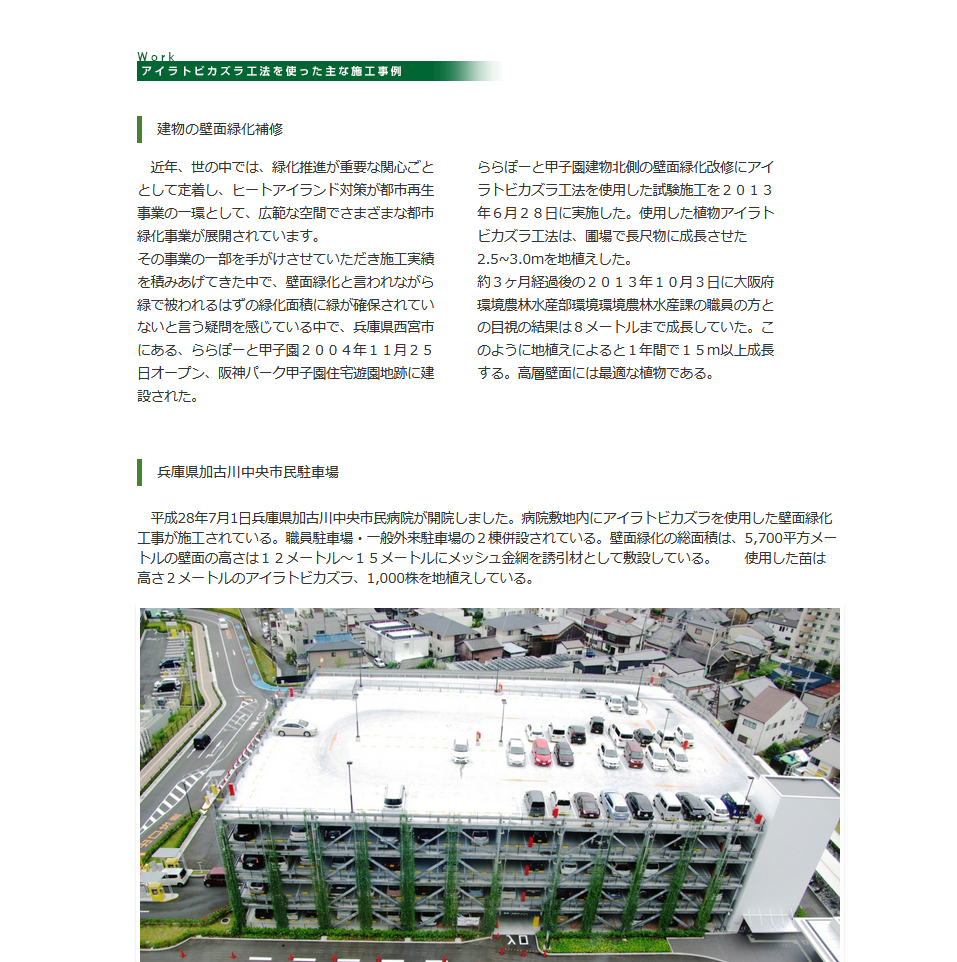 Work
アイラトビカズラ工法を使った主な施工事例
建物の壁面緑化補修
近年、世の中では、緑化推進が重要な関心ごと
として定着し、ヒートアイランド対策が都市再生
事業の一環として、広範な空間でさまざまな都市
緑化事業が展開されています。
その事業の一部を手がけさせていただき施工実績
を積みあげてきた中で、壁面緑化と言われながら
緑で被われるはずの緑化面積に緑が確保されてい
ないと言う疑問を感じている中で、兵庫県西宮市
にある、ららぽーと甲子園２００４年１１月２５
日オープン、阪神パーク甲子園住宅遊園地跡に建
設された。
ららぽーと甲子園建物北側の壁面緑化改修にアイ
ラトビカズラ工法を使用した試験施工を２０１３
年６月２８日に実施した。使用した植物アイラト
ビカズラ工法は、圃場で長尺物に成長させた
2.5~3.0mを地植えした。
約３ヶ月経過後の２０１３年１０月３日に大阪府
環境農林水産部環境環境農林水産課の職員の方と
の目視の結果は８メートルまで成長していた。こ
のように地植えによると１年間で１５ｍ以上成長
する。高層壁面には最適な植物である。
兵庫県加古川中央市民駐車場
平成28年7月1日兵庫県加古川中央市民病院が開院しました。病院敷地内にアイラトビカズラを使用した壁面緑化
工事が施工されている。職員駐車場・一般外来駐車場の２棟併設されている。壁面緑化の総面積は、5,700平方メー
トルの壁面の高さは１２メートル～１５メートルにメッシュ金網を誘引材として敷設している。　　使用した苗は
高さ２メートルのアイラトビカズラ、1,000株を地植えしている。
入口